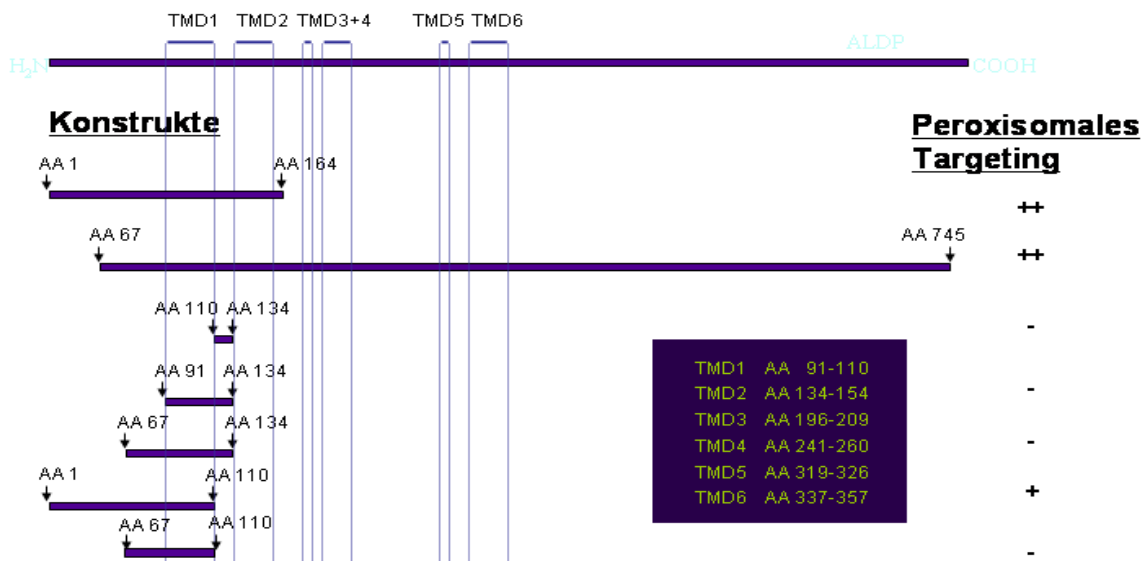 TMD1 TMD2 TMD3+4 TMD5 TMD6
ALDP
H₂N COOH
Konstrukte
Peroxisomales
Targeting
AA 1 AA 164
++
AA 67 AA 745
++
AA 110 AA 134
-
AA 91 AA 134
-
AA 67 AA 134
-
AA 1 AA 110
+
AA 67 AA 110
-
TMD1 AA 91-110
TMD2 AA 134-154
TMD3 AA 196-209
TMD4 AA 241-260
TMD5 AA 319-326
TMD6 AA 337-357